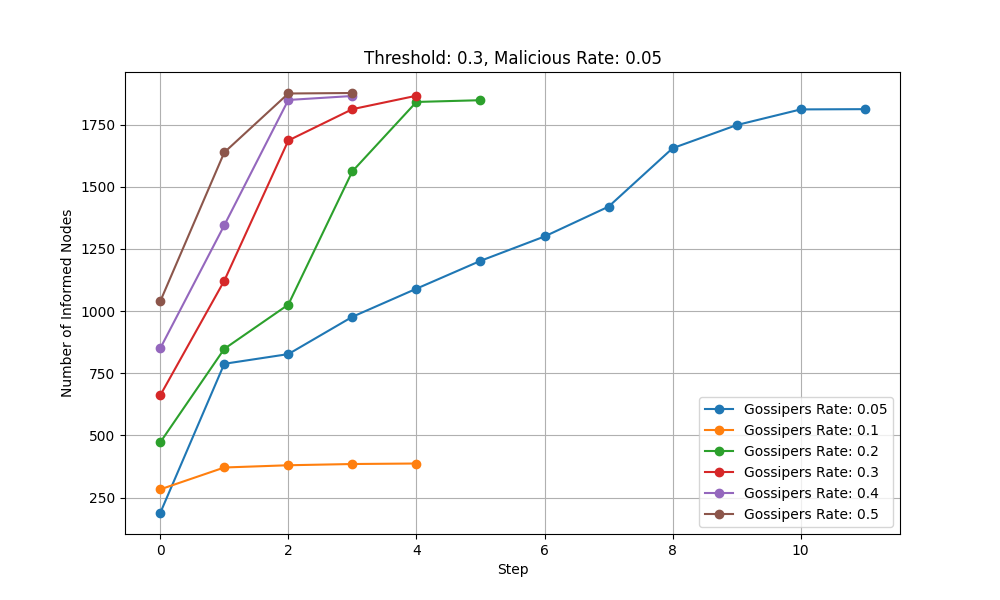 Threshold: 0.3, Malicious Rate: 0.05
Number of Informed Nodes
1750
1500
1250
1000
750
500
250
0
2
4
6
8
10
Step
Gossipers Rate: 0.05
Gossipers Rate: 0.1
Gossipers Rate: 0.2
Gossipers Rate: 0.3
Gossipers Rate: 0.4
Gossipers Rate: 0.5